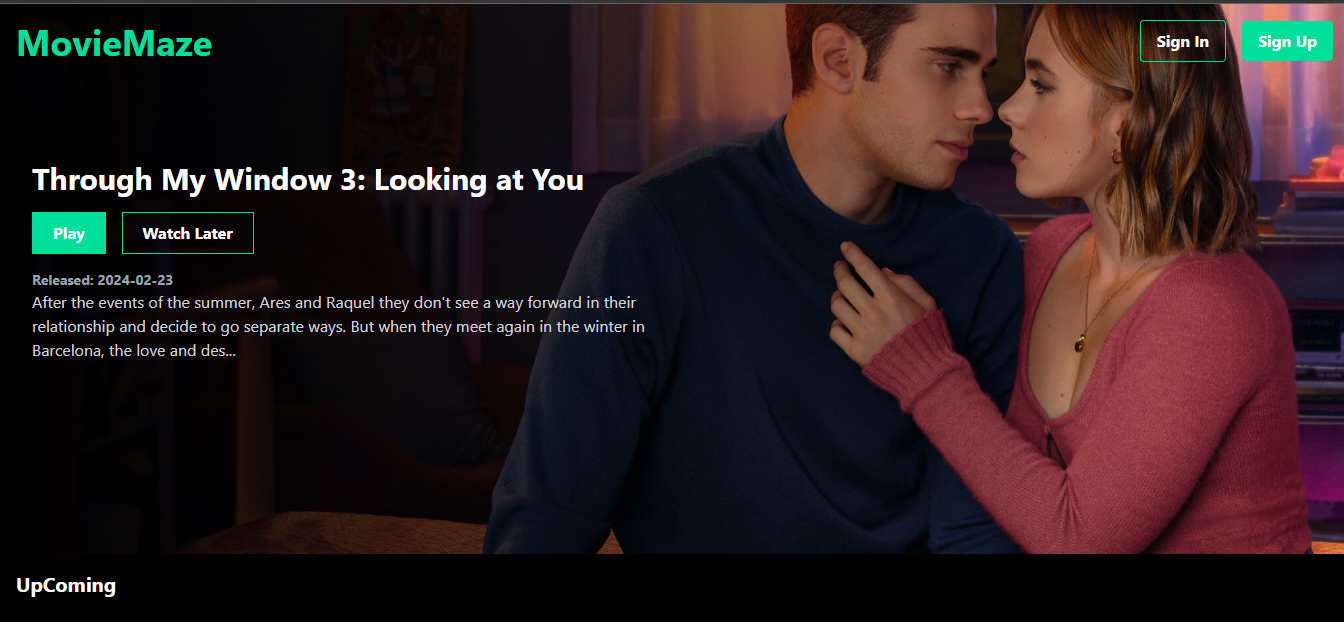 MovieMaze
Sign In
Sign Up
Through My Window 3: Looking at You
Play
Watch Later
Released: 2024-02-23
After the events of the summer, Ares and Raquel they don't see a way forward in their
relationship and decide to go separate ways. But when they meet again in the winter in
Barcelona, the love and des...
UpComing